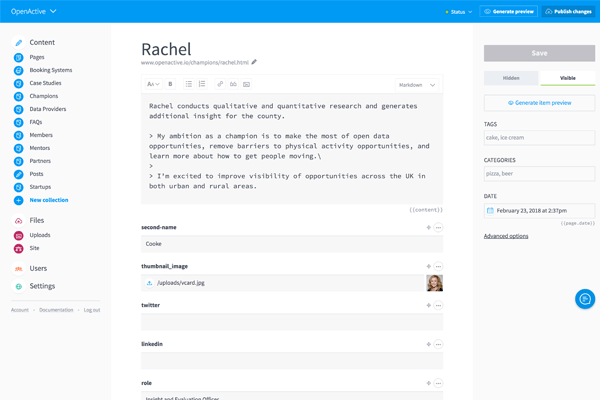 OpenActive
Status
Generate preview
Publish changes
Content
Pages
Booking Systems
Case Studies
Champions
Data Providers
FAQs
Members
Mentors
Partners
Posts
Startups
New collection
Files
Uploads
Site
Users
Settings
Account · Documentation · Log out
Rachel
www.openactive.io/champions/rachel.html
AA B Markdown
Rachel conducts qualitative and quantitative research and generates
additional insight for the county.
> My ambition as a champion is to make the most of open data
opportunities, remove barriers to physical activity opportunities, and
learn more about how to get people moving.\
>
> I'm excited to improve visibility of opportunities across the UK in
both urban and rural areas.
{{content}}
second-name
Cooke
thumbnail_image
/uploads/vcard.jpg
twitter
linkedin
role
Insight and Evaluation Officer
Save
Hidden
Visible
Generate item preview
TAGS
cake, ice cream
CATEGORIES
pizza, beer
DATE
February 23, 2018 at 2:37pm
{{page.date}}
Advanced options